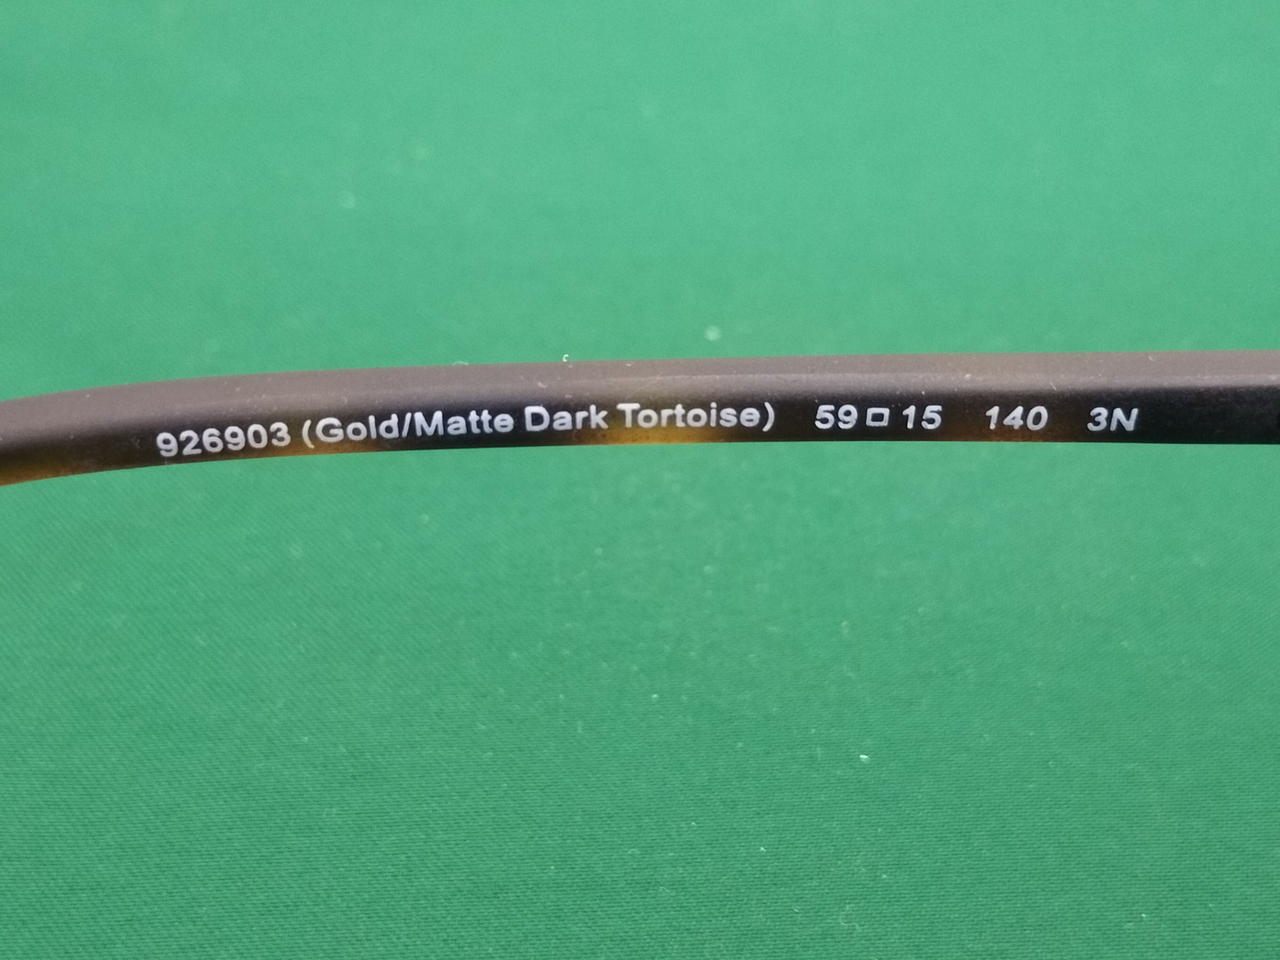 926903 (Gold/Matte Dark Tortoise) 59□15 140 3N